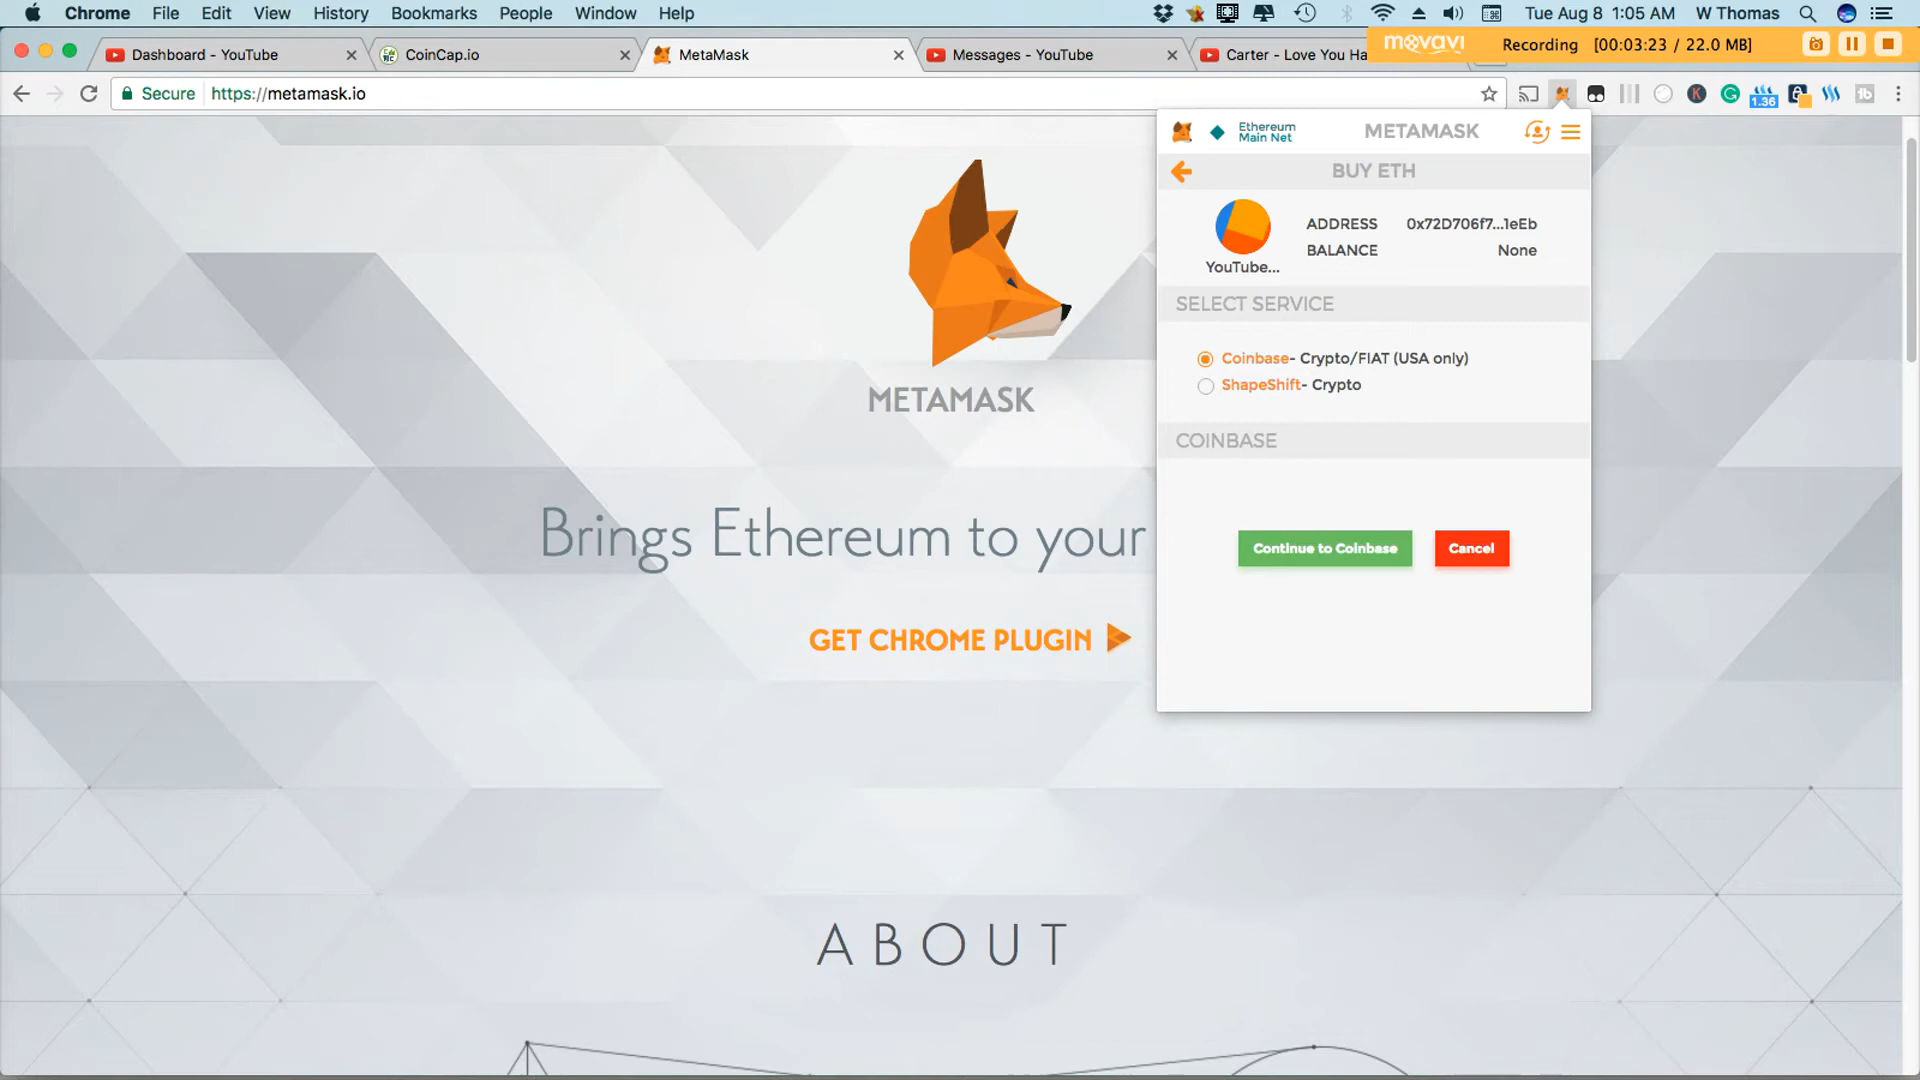 Chrome File Edit View History Bookmarks People Window Help Tue Aug 8 1:05 AM W Thomas
Dashboard - YouTube CoinCap.io MetaMask Messages - YouTube Carter - Love You Ha
movavi Recording [00:03:23 / 22.0 MB]
Secure https://metamask.io
1.36
Ethereum
Main Net
METAMASK
BUY ETH
ADDRESS 0x72D706f7...1eEb
BALANCE None
YouTube...
SELECT SERVICE
Coinbase- Crypto/FIAT (USA only)
ShapeShift- Crypto
COINBASE
Continue to Coinbase Cancel
METAMASK
Brings Ethereum to your
GET CHROME PLUGIN
ABOUT